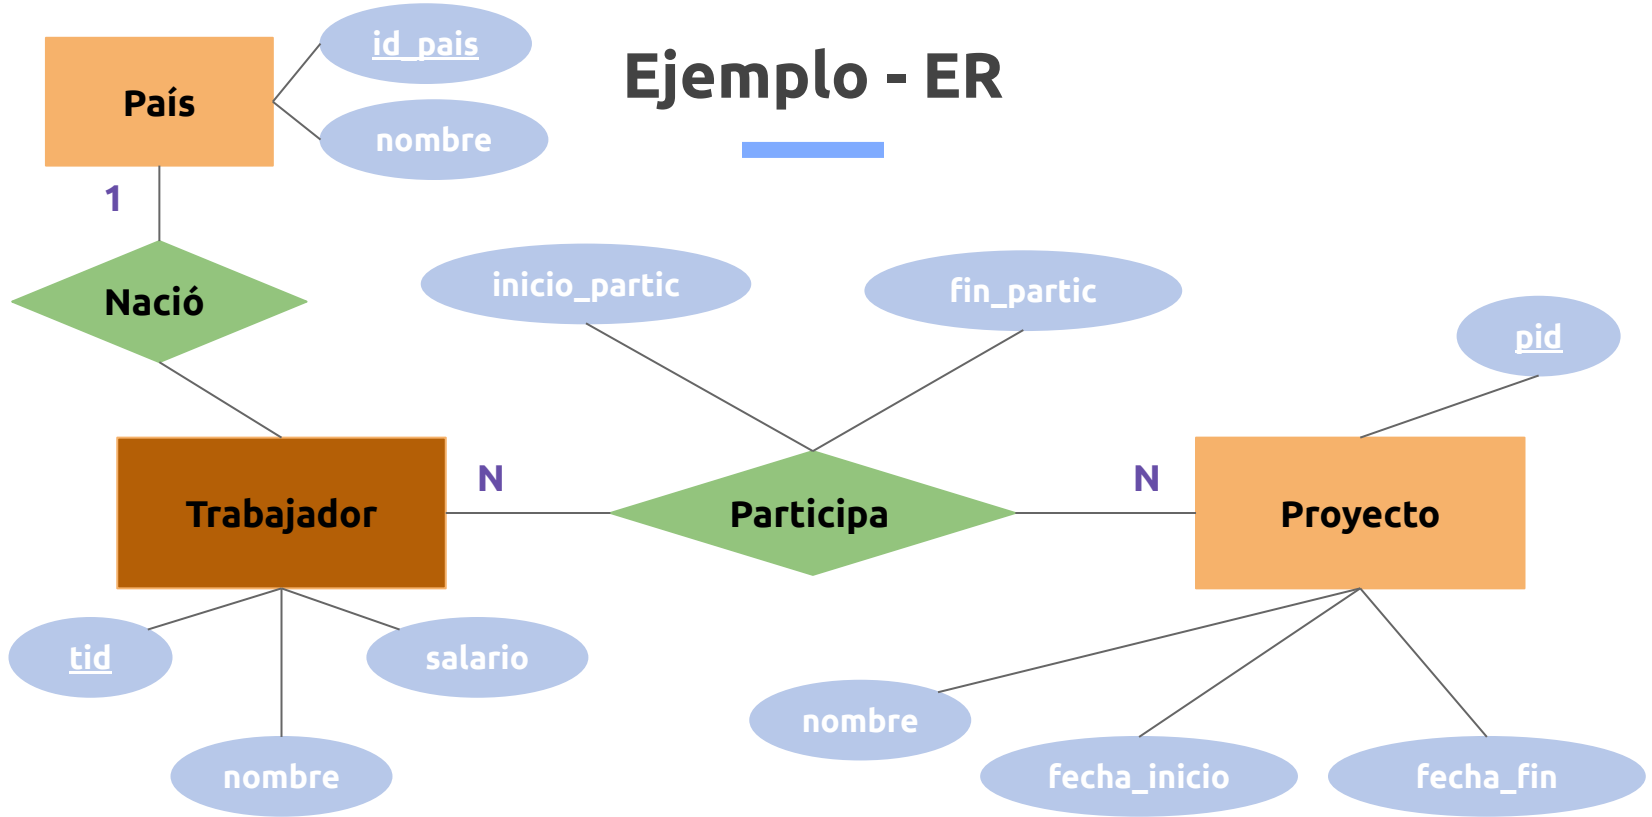 Ejemplo - ER
País
id_pais
nombre
1
Nació
inicio_partic
fin_partic
pid
Trabajador
N
Participa
N
Proyecto
tid
salario
nombre
nombre
fecha_inicio
fecha_fin